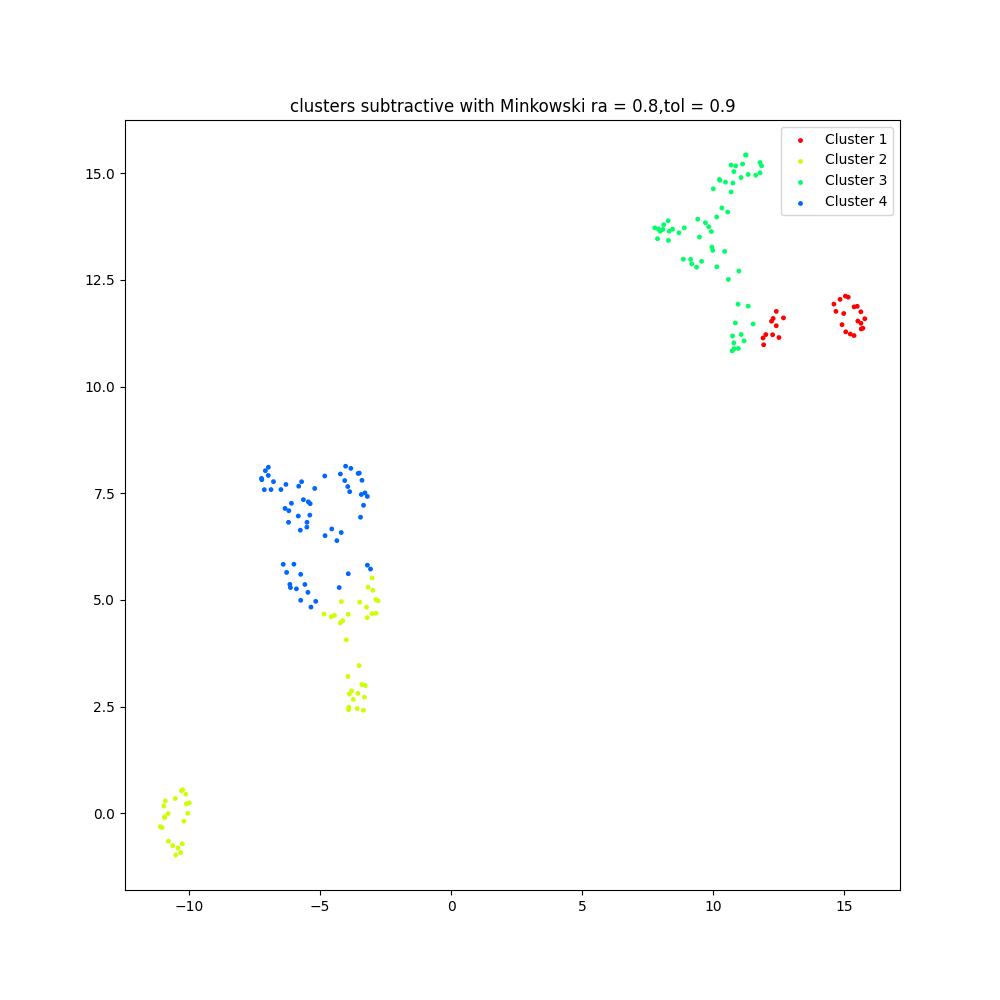 clusters subtractive with Minkowski ra = 0.8,tol = 0.9
Cluster 1
Cluster 2
Cluster 3
Cluster 4
15.0
12.5
10.0
7.5
5.0
2.5
0.0
−10 −5 0 5 10 15